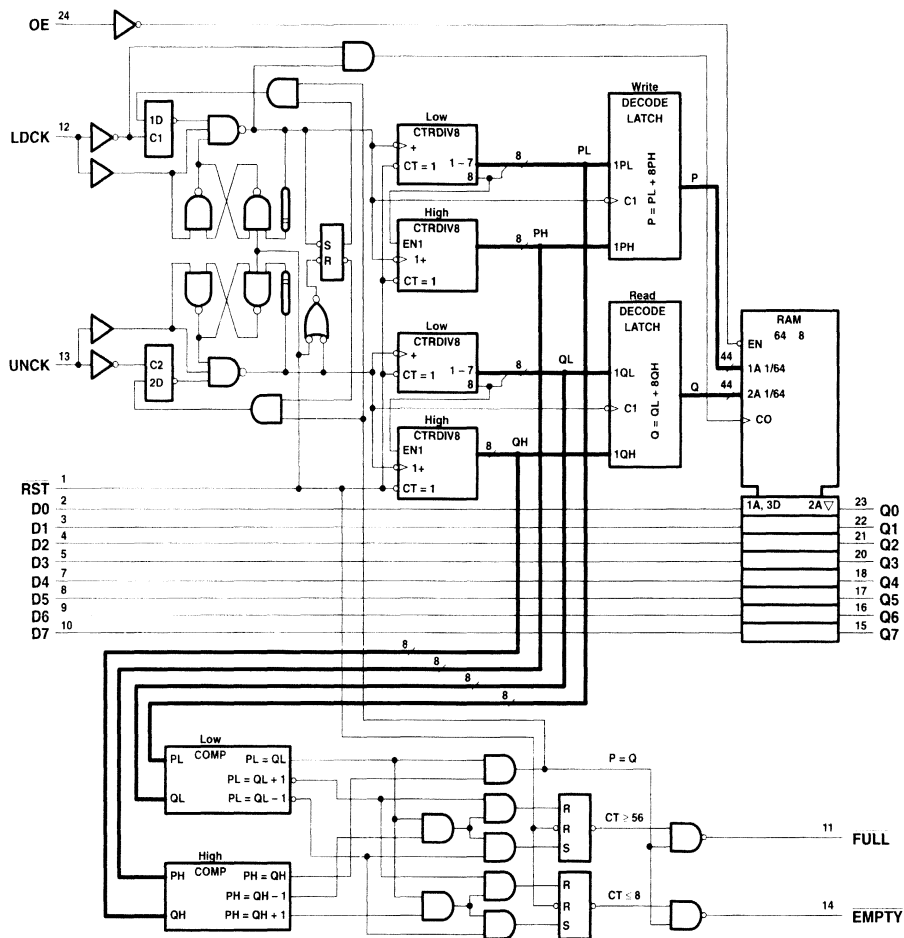 OE 24
LDCK 12
1D
C1
Low
CTRDIV8
+
CT = 1
1 – 7
8
8
PL
High
CTRDIV8
EN1
1+
CT = 1
8
PH
Write
DECODE
LATCH
1PL
C1
1PH
P = PL + 8PH
P
S
R
UNCK 13
C2
2D
Low
CTRDIV8
+
CT = 1
1 – 7
8
8
QL
High
CTRDIV8
EN1
1+
CT = 1
8
QH
Read
DECODE
LATCH
1QL
C1
1QH
Q = QL + 8QH
Q
RAM
64 8
EN
44
1A 1/64
44
2A 1/64
CO
RST 1
1A, 3D 2A ▽
D0 2
23 Q0
D1 3
22 Q1
D2 4
21 Q2
D3 5
20 Q3
D4 7
18 Q4
D5 8
17 Q5
D6 9
16 Q6
D7 10
15 Q7
8
8
8
8
Low
COMP
PL
QL
PL = QL
PL = QL + 1
PL = QL – 1
High
COMP
PH
QH
PH = QH
PH = QH – 1
PH = QH + 1
P = Q
R
R
S
CT ≥ 56
11 FULL
R
R
S
CT ≤ 8
14 EMPTY